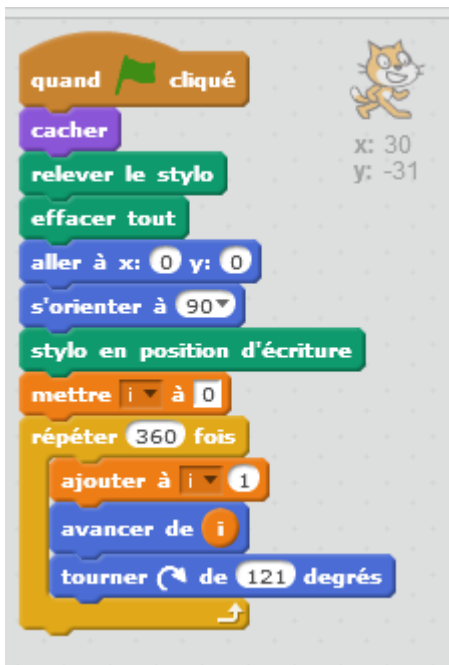 quand cliqué
cacher
x: 30
relever le stylo
y: -31
effacer tout
aller à x: 0 y: 0
s'orienter à 90
stylo en position d'écriture
mettre i à 0
répéter 360 fois
ajouter à i 1
avancer de i
tourner de 121 degrés